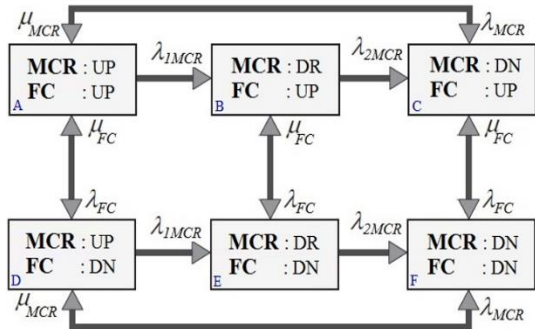 μMCR λMCR
λ1MCR λ2MCR
MCR : UP MCR : DR MCR : DN
FC : UP FC : UP FC : UP
A B C
μFC μFC μFC
λFC λFC λFC
λ1MCR λ2MCR
MCR : UP MCR : DR MCR : DN
FC : DN FC : DN FC : DN
D E F
μMCR λMCR